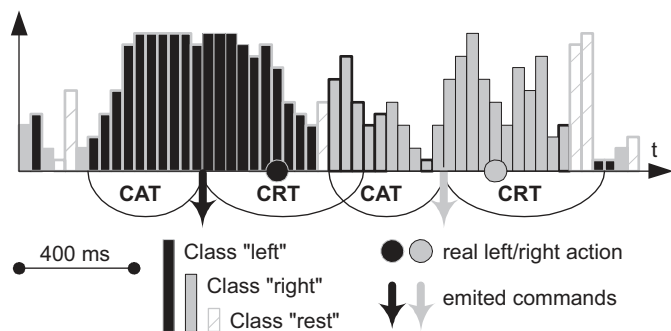 t
CAT CRT CAT CRT
400 ms
Class "left"
Class "right"
Class "rest"
real left/right action
emited commands